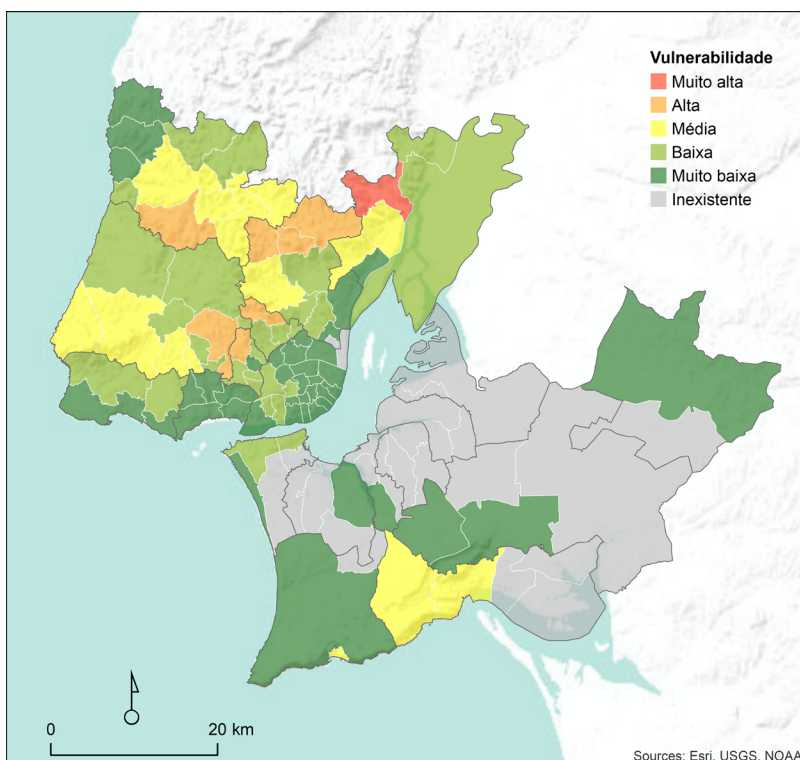 Vulnerabilidade
Muito alta
Alta
Média
Baixa
Muito baixa
Inexistente
0 20 km
Sources: Esri, USGS, NOAA